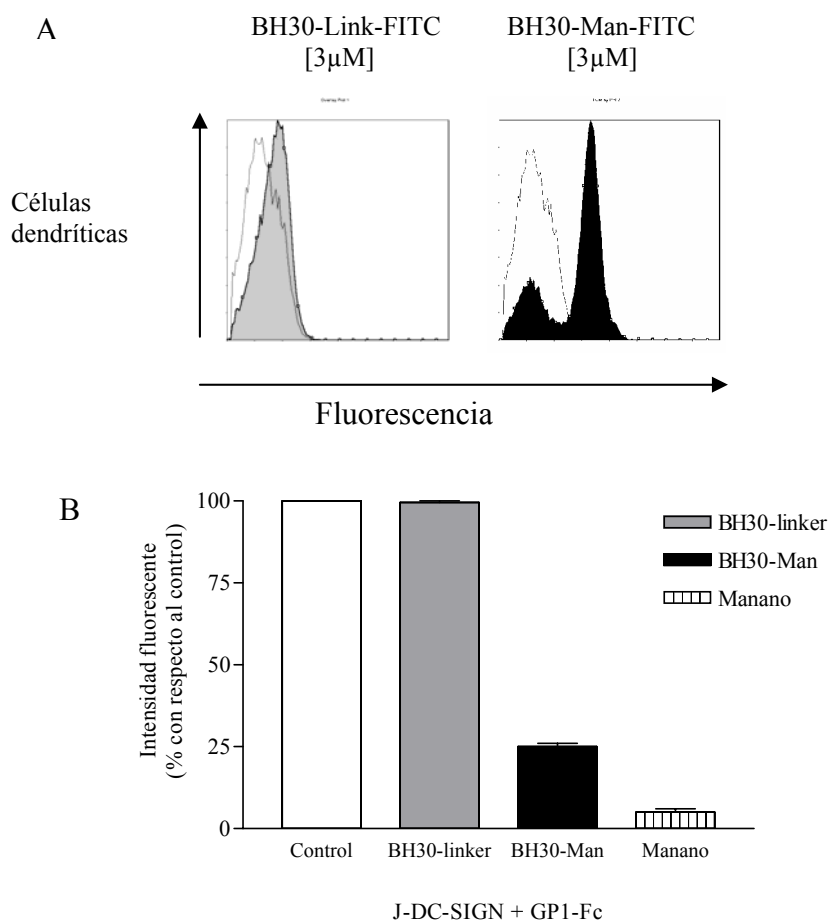 A
BH30-Link-FITC
[3µM]
BH30-Man-FITC
[3µM]
Células
dendríticas
Fluorescencia
B
Intensidad fluorescente
(% con respecto al control)
100
75
50
25
0
Control
BH30-linker
BH30-Man
Manano
BH30-linker
BH30-Man
Manano
J-DC-SIGN + GP1-Fc